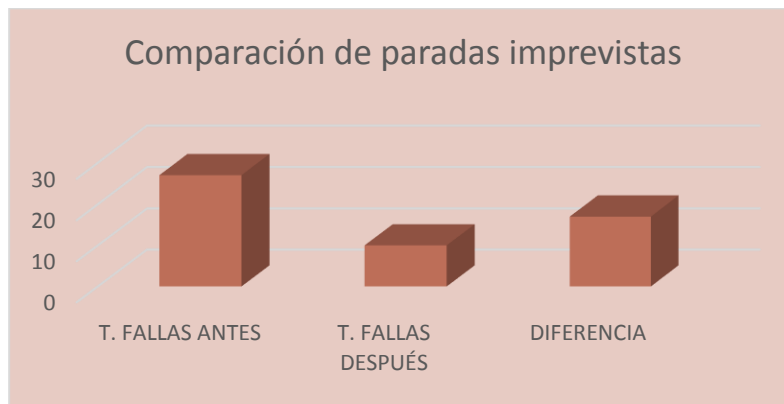 Comparación de paradas imprevistas
30
20
10
0
T. FALLAS ANTES
T. FALLAS
DESPUÉS
DIFERENCIA